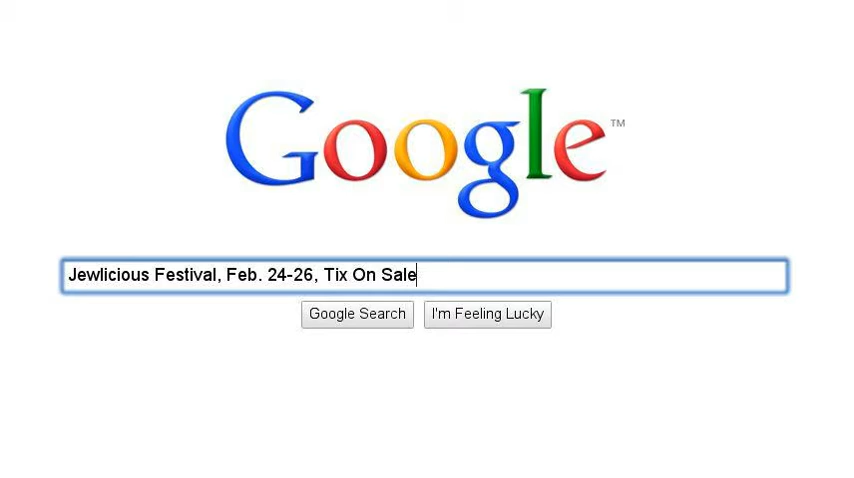 Google™
Jewlicious Festival, Feb. 24-26, Tix On Sale
Google Search I'm Feeling Lucky